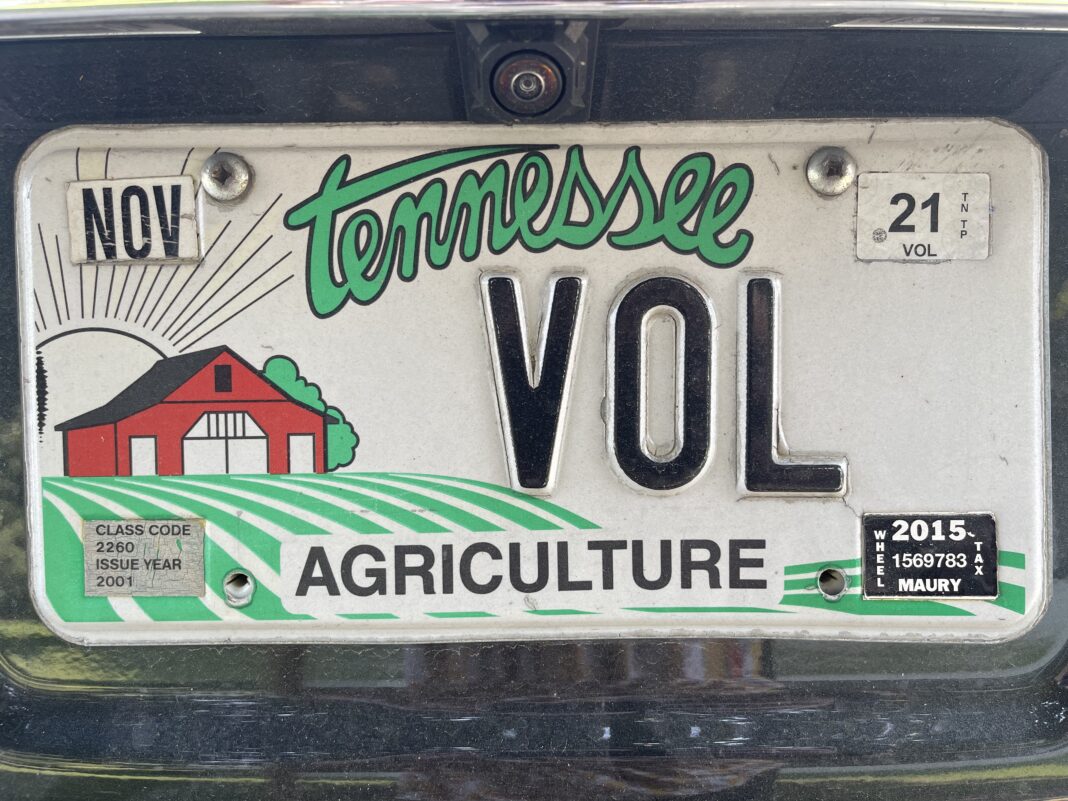 NOV
tennessee
21
TN TP
VOL
VOL
CLASS CODE
2260
ISSUE YEAR
2001
AGRICULTURE
WHEEL
2015
1569783
MAURY
TAX